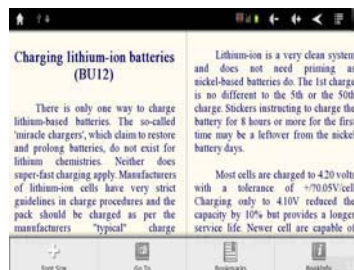 Charging lithium-ion batteries
(BU12)
There is only one way to charge
lithium-based batteries. The so-called
'miracle chargers', which claim to restore
and prolong batteries, do not exist for
lithium chemistries. Neither does
super-fast charging apply. Manufacturers
of lithium-ion cells have very strict
guidelines in charge procedures and the
pack should be charged as per the
manufacturers "typical" charge
Lithium-ion is a very clean system
and does not need priming as
nickel-based batteries do. The 1st charge
is no different to the 5th or the 50th
charge. Stickers instructing to charge the
battery for 8 hours or more for the first
time may be a leftover from the nickel
battery days.
Most cells are charged to 4.20 volts
with a tolerance of +/?0.05V/cell
Charging only to 4.10V reduced the
capacity by 10% but provides a longer
service life. Newer cell are capable of
Font Size
Go To
Bookmarks
BookInfo